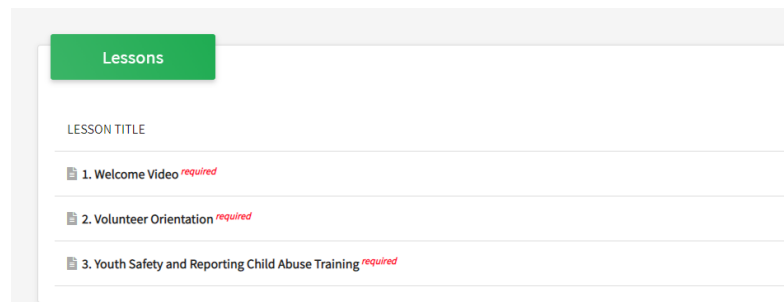 Lessons
LESSON TITLE
1. Welcome Video required
2. Volunteer Orientation required
3. Youth Safety and Reporting Child Abuse Training required